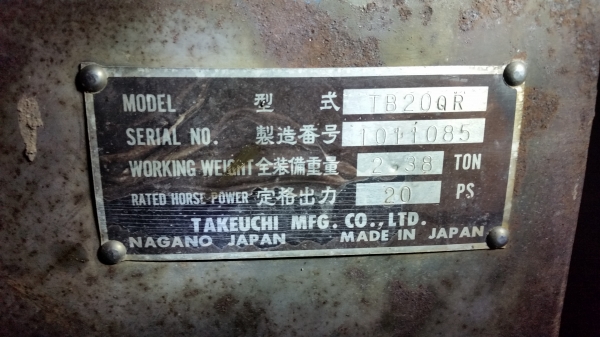 MODEL 型式 TB20QR
SERIAL NO. 製造番号 1011085
WORKING WEIGHT 全装備重量 2.38 TON
RATED HORSE POWER 定格出力 20 PS
TAKEUCHI MFG. CO., LTD.
NAGANO JAPAN MADE IN JAPAN